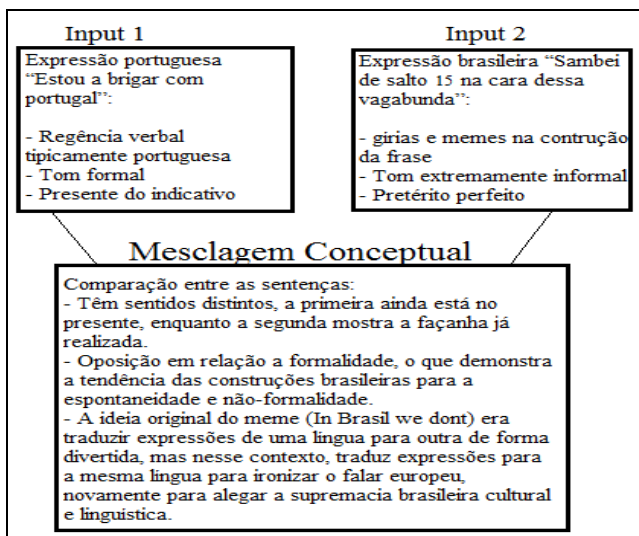 Input 1
Expressão portuguesa
“Estou a brigar com
portugal”:
- Regência verbal
tipicamente portuguesa
- Tom formal
- Presente do indicativo
Input 2
Expressão brasileira “Sambei
de salto 15 na cara dessa
vagabunda”:
- girias e memes na contrução
da frase
- Tom extremamente informal
- Pretérito perfeito
Mesclagem Conceptual
Comparação entre as sentenças:
- Têm sentidos distintos, a primeira ainda está no
presente, enquanto a segunda mostra a façanha já
realizada.
- Oposição em relação a formalidade, o que demonstra
a tendência das construções brasileiras para a
espontaneidade e não-formalidade.
- A ideia original do meme (In Brasil we dont) era
traduzir expressões de uma lingua para outra de forma
divertida, mas nesse contexto, traduz expressões para
a mesma lingua para ironizar o falar europeu,
novamente para alegar a supremacia brasileira cultural
e linguistica.